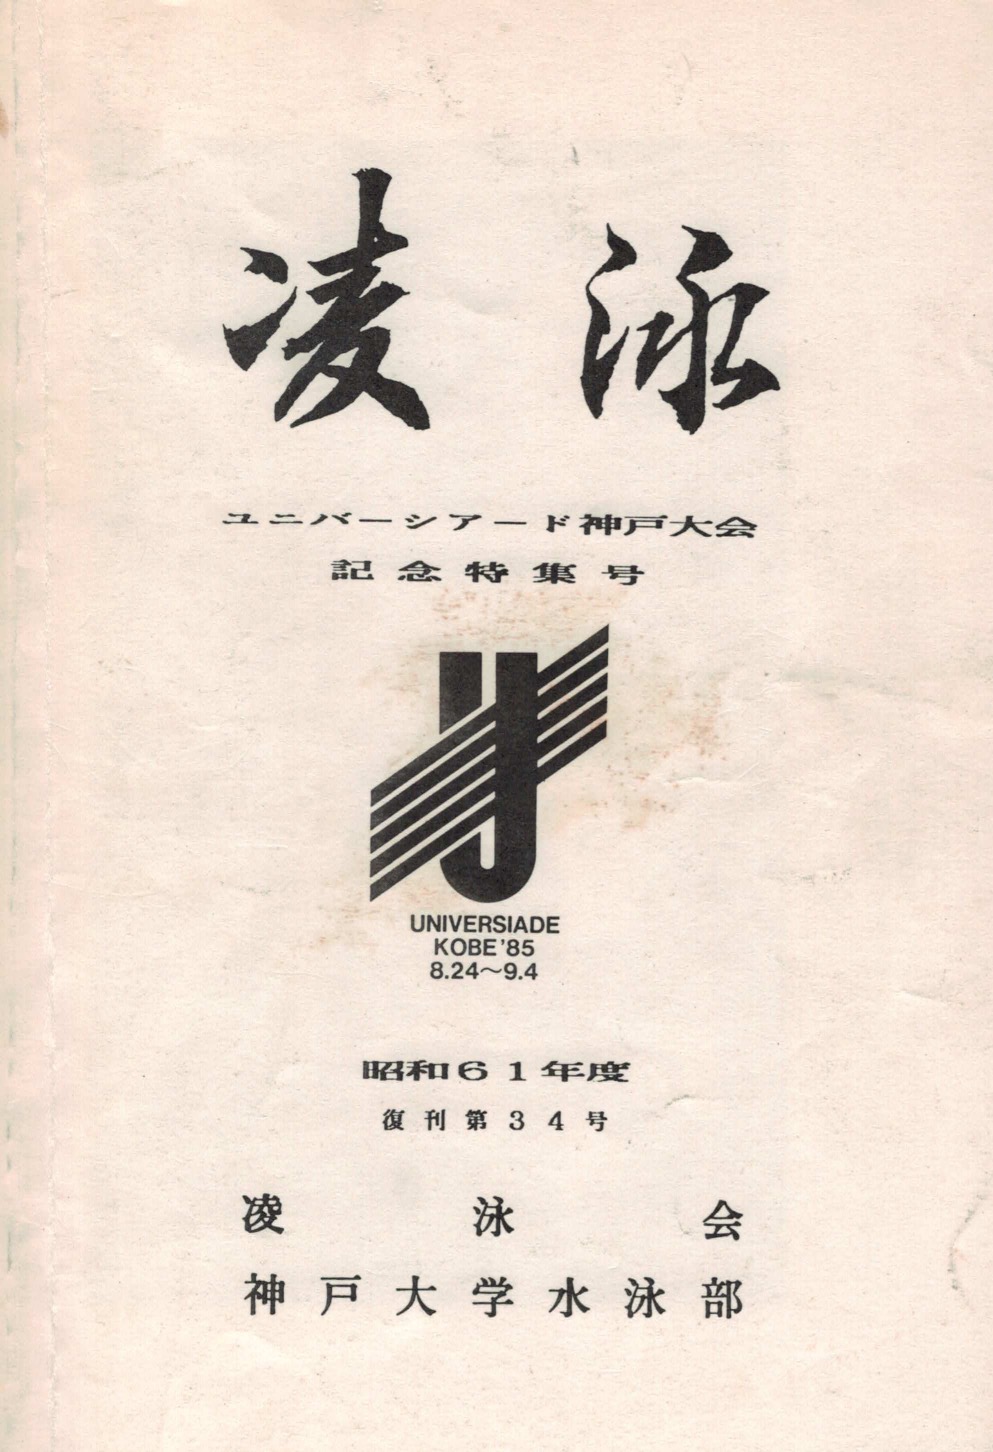 凌泳
ユニバーシアード神戸大会
記念特集号
UNIVERSIADE
KOBE '85
8.24～9.4
昭和61年度
復刊第34号
凌泳会
神戸大学水泳部